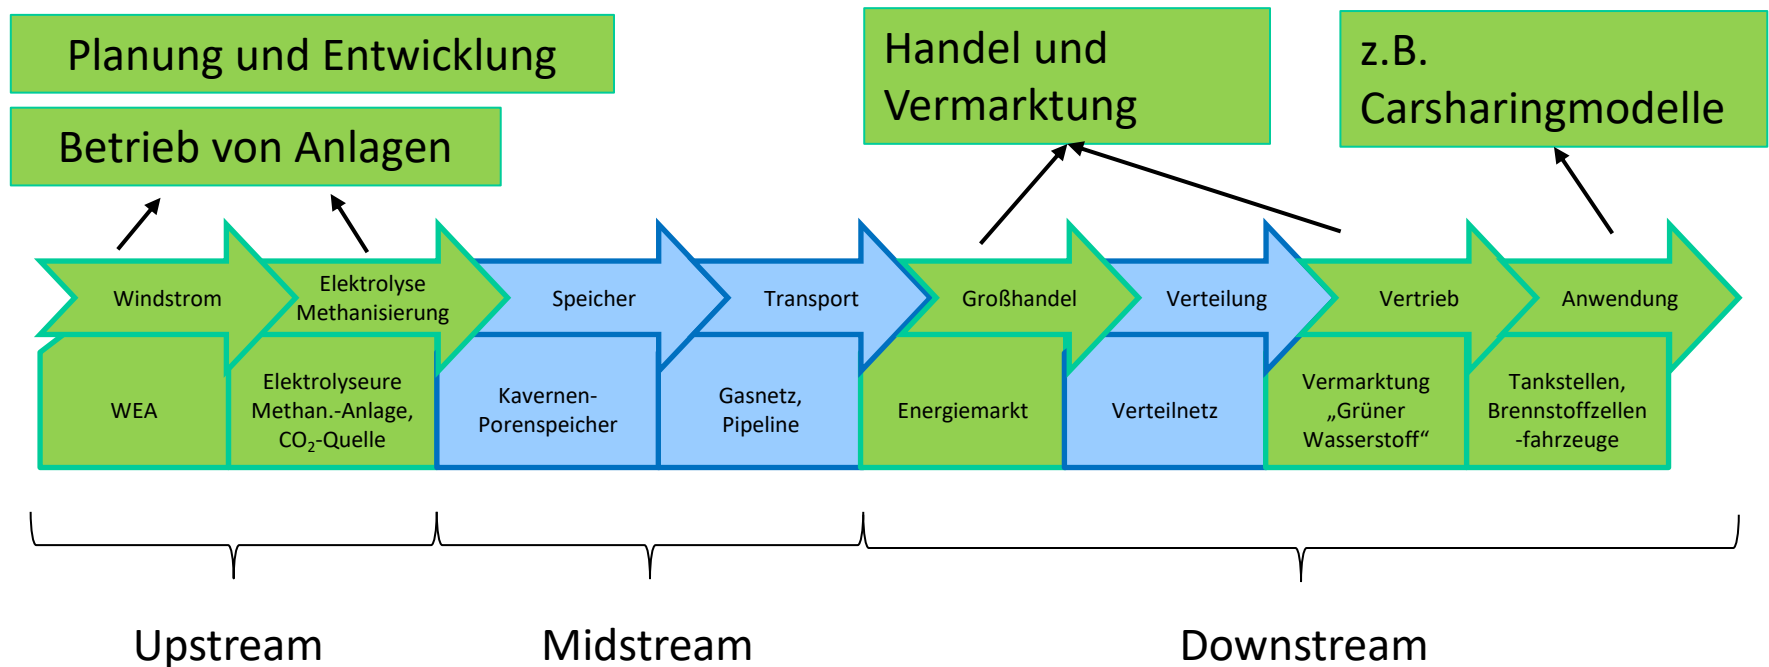 Planung und Entwicklung
Betrieb von Anlagen
Handel und
Vermarktung
z.B.
Carsharingmodelle
Windstrom
Elektrolyse
Methanisierung
Speicher
Transport
Großhandel
Verteilung
Vertrieb
Anwendung
WEA
Elektrolyseure
Methan.-Anlage,
CO₂-Quelle
Kavernen-
Porenspeicher
Gasnetz,
Pipeline
Energiemarkt
Verteilnetz
Vermarktung
„Grüner
Wasserstoff“
Tankstellen,
Brennstoffzellen
-fahrzeuge
Upstream
Midstream
Downstream